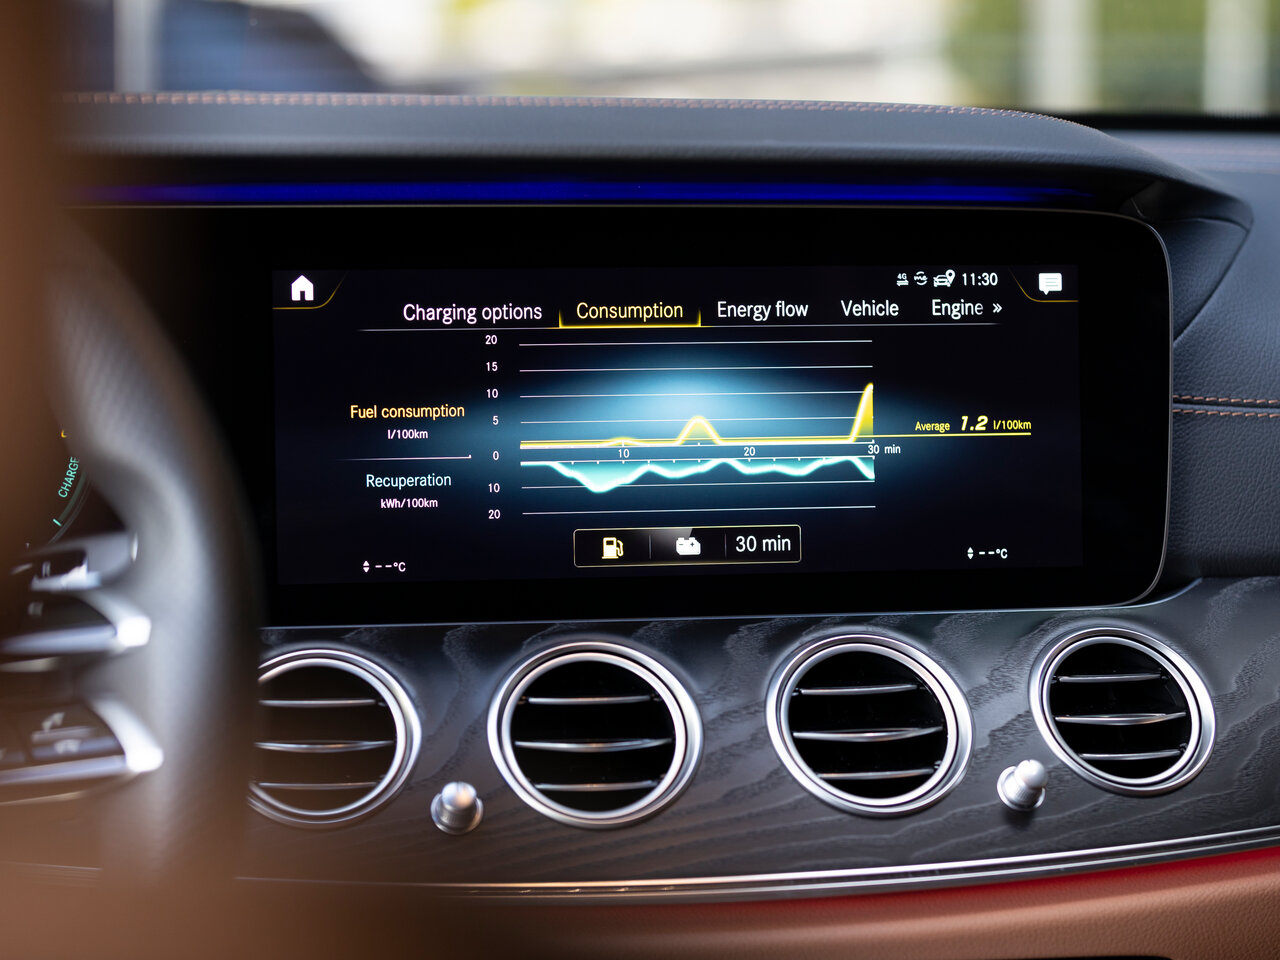 4G 11:30
Charging options Consumption Energy flow Vehicle Engine »
20
15
10
5
0
Fuel consumption
l/100km
Average 1.2 l/100km
10 20 30 min
Recuperation
kWh/100km
10
20
30 min
--°C --°C
CHARGE